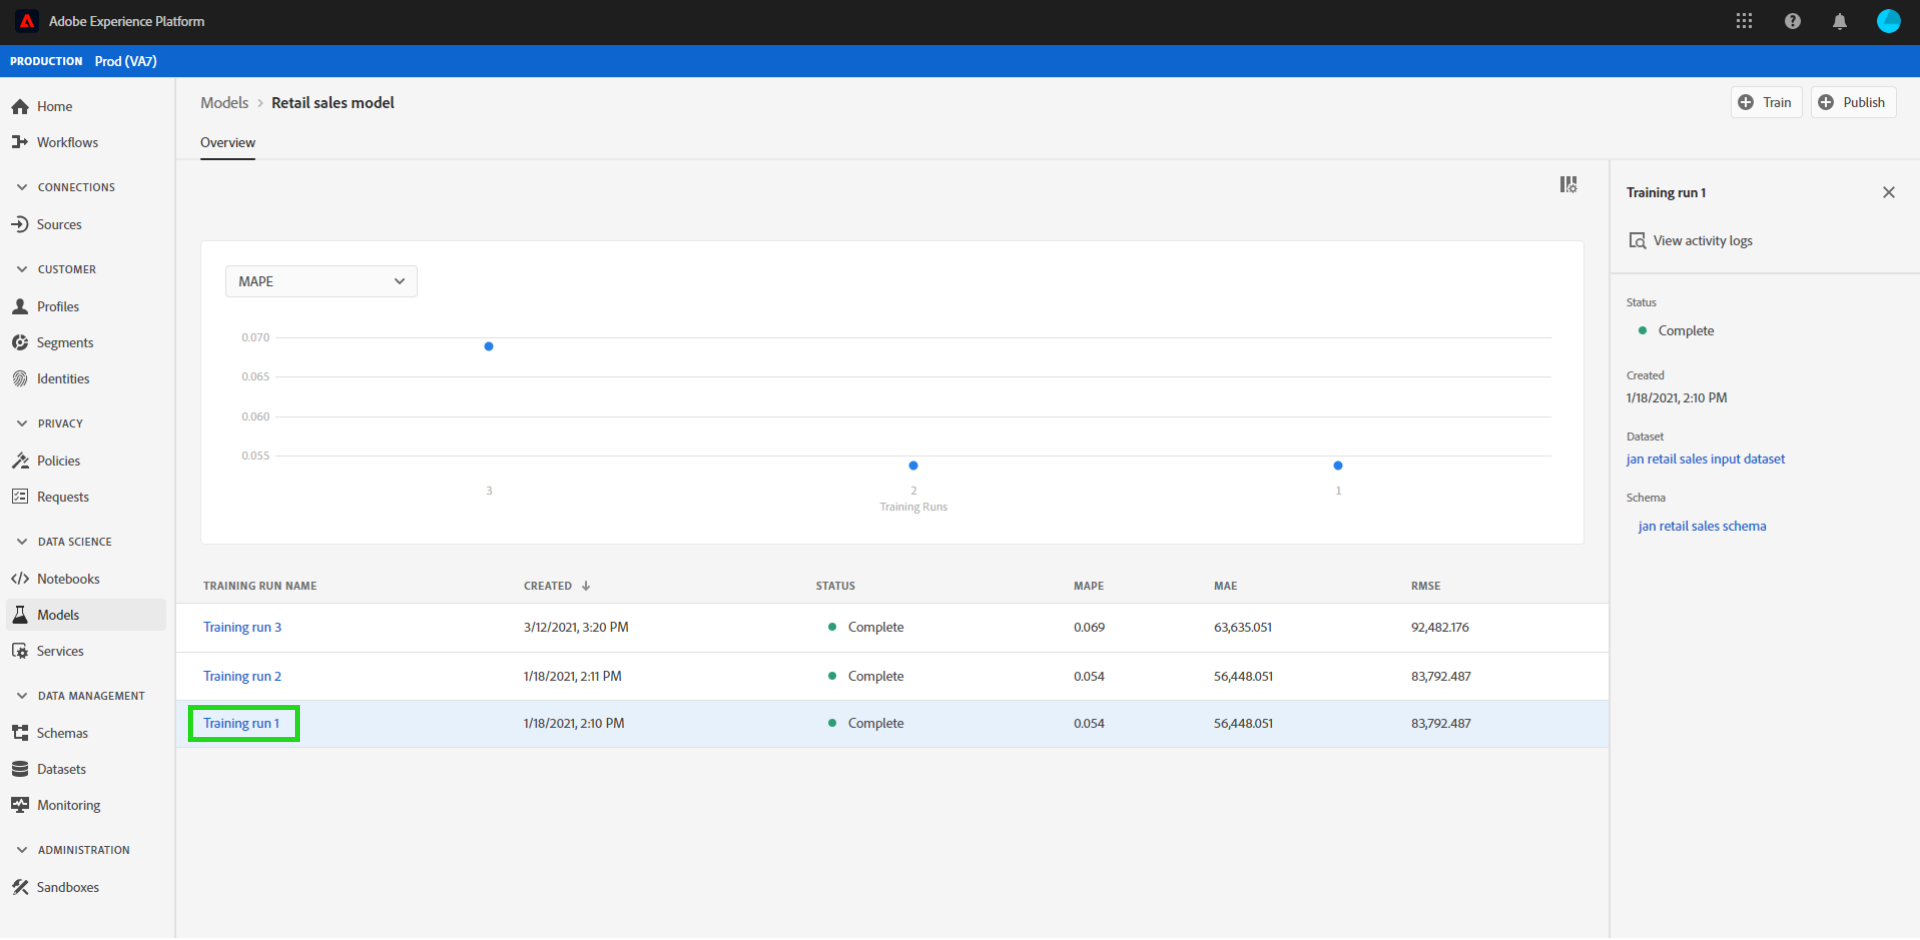 Adobe Experience Platform
PRODUCTION Prod (VA7)
Home
Workflows
CONNECTIONS
Sources
CUSTOMER
Profiles
Segments
Identities
PRIVACY
Policies
Requests
DATA SCIENCE
Notebooks
Models
Services
DATA MANAGEMENT
Schemas
Datasets
Monitoring
ADMINISTRATION
Sandboxes
Models > Retail sales model
Train
Publish
Overview
MAPE
0.070
0.065
0.060
0.055
3 2 1
Training Runs
TRAINING RUN NAME CREATED ↓ STATUS MAPE MAE RMSE
Training run 3 3/12/2021, 3:20 PM Complete 0.069 63,635.051 92,482.176
Training run 2 1/18/2021, 2:11 PM Complete 0.054 56,448.051 83,792.487
Training run 1 1/18/2021, 2:10 PM Complete 0.054 56,448.051 83,792.487
Training run 1
View activity logs
Status
Complete
Created
1/18/2021, 2:10 PM
Dataset
jan retail sales input dataset
Schema
jan retail sales schema